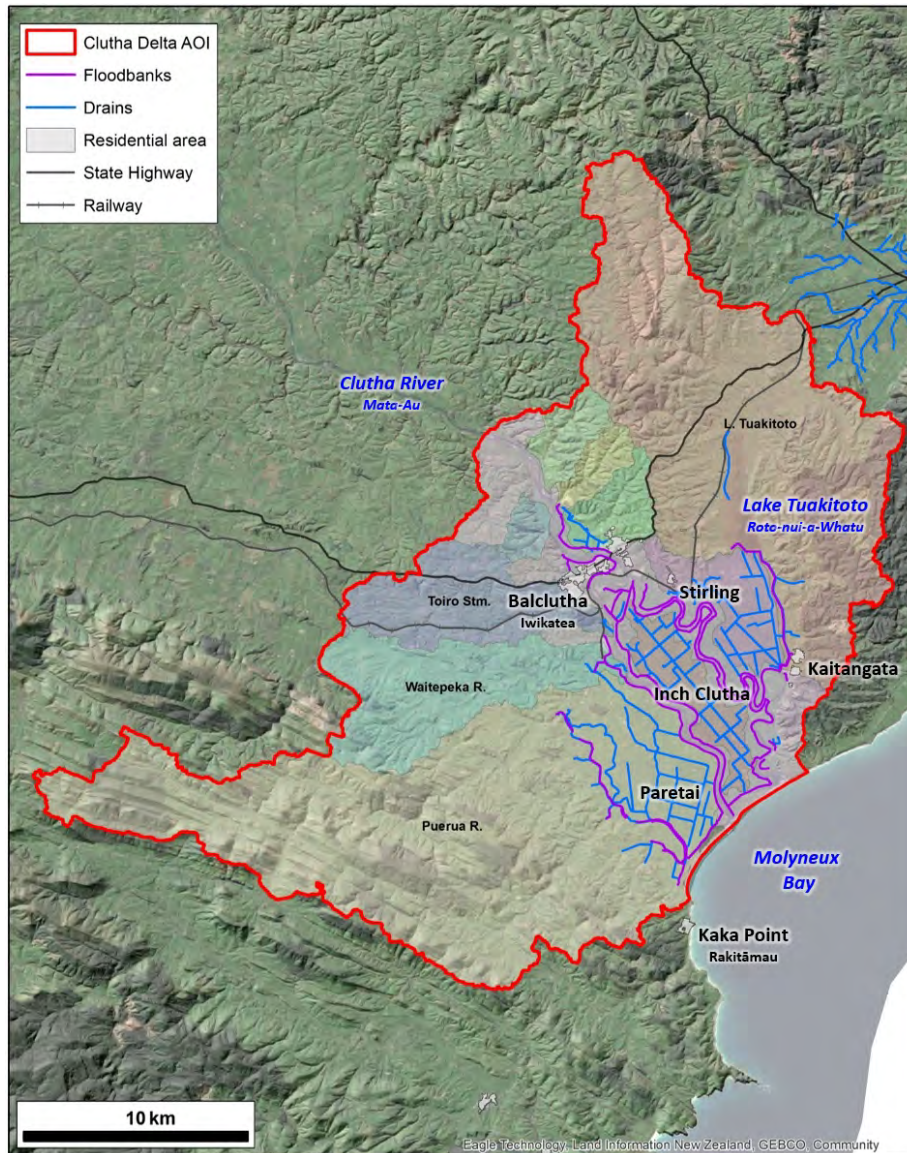 Clutha Delta AOI
Floodbanks
Drains
Residential area
State Highway
Railway
Clutha River
Mata-Au
L. Tuakitoto
Lake Tuakitoto
Roto-nui-a-Whatu
Stirling
Toiro Stm.
Balclutha
Iwikatea
Kaitangata
Waitepeka R.
Inch Clutha
Paretai
Puerua R.
Molyneux
Bay
Kaka Point
Rakitāmau
10 km
Eagle Technology, Land Information New Zealand, GEBCO, Community